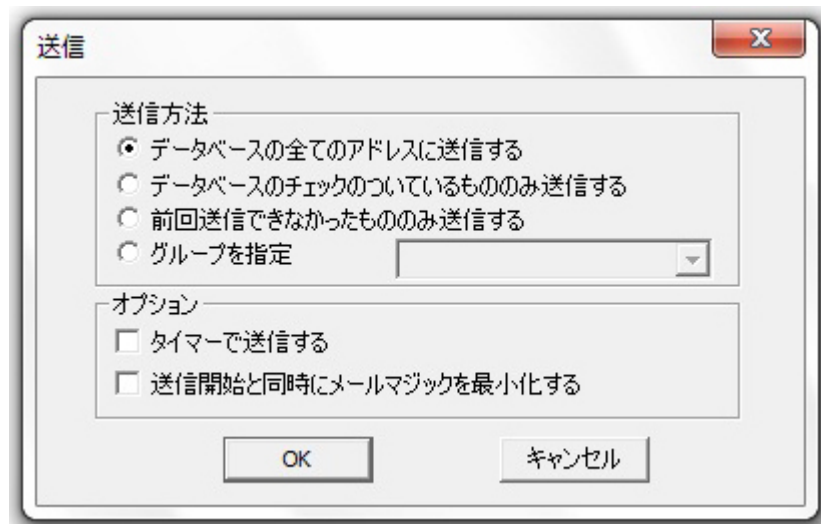 送信
送信方法
データベースの全てのアドレスに送信する
データベースのチェックのついているもののみ送信する
前回送信できなかったもののみ送信する
グループを指定
オプション
タイマーで送信する
送信開始と同時にメールマジックを最小化する
OK
キャンセル